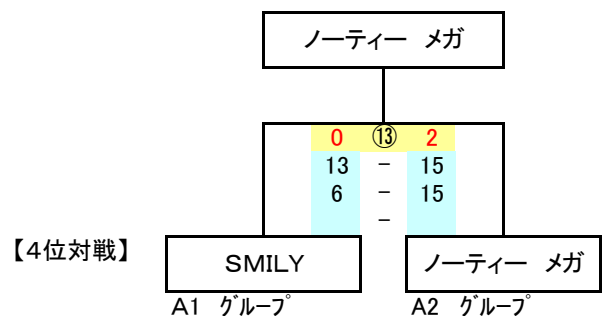 ノーティー　メガ
0 ⑬ 2
13 － 15
6 － 15
－
【４位対戦】
ＳＭＩＬＹ　ノーティー　メガ
Ａ1　ｸﾞﾙｰﾌﾟ　Ａ2　ｸﾞﾙｰﾌﾟ